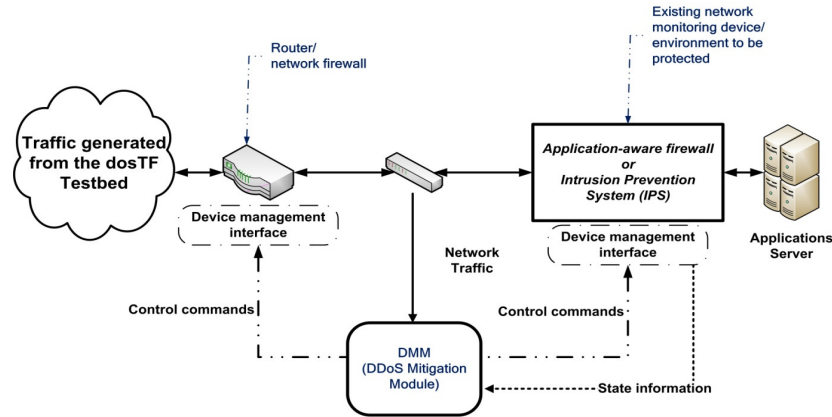 Router/
network firewall
Existing network
monitoring device/
environment to be
protected
Traffic generated
from the dosTF
Testbed
Application-aware firewall
or
Intrusion Prevention
System (IPS)
Device management
interface
Device management
interface
Applications
Server
Network
Traffic
Control commands
Control commands
DMM
(DDoS Mitigation
Module)
State information